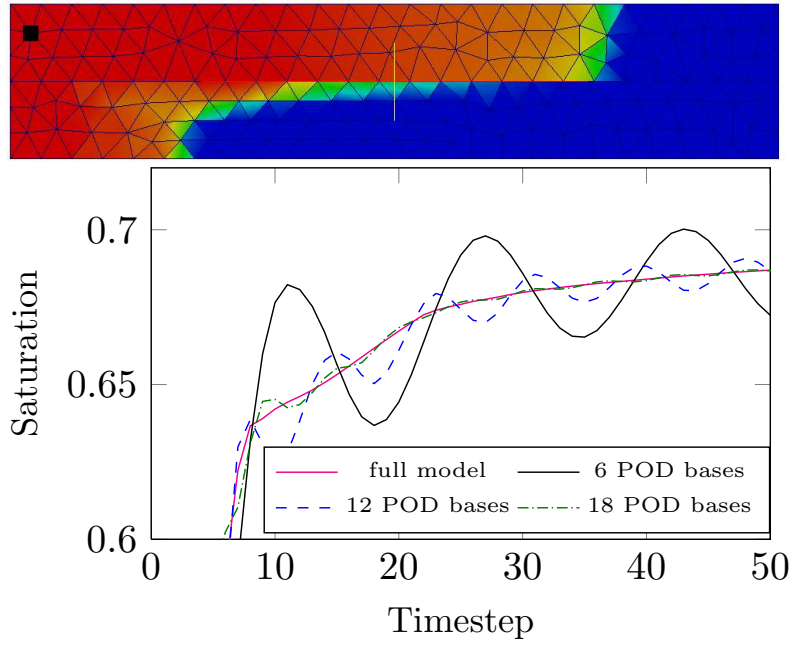 0.7
0.65
0.6
Saturation
full model 6 POD bases
12 POD bases 18 POD bases
0 10 20 30 40 50
Timestep